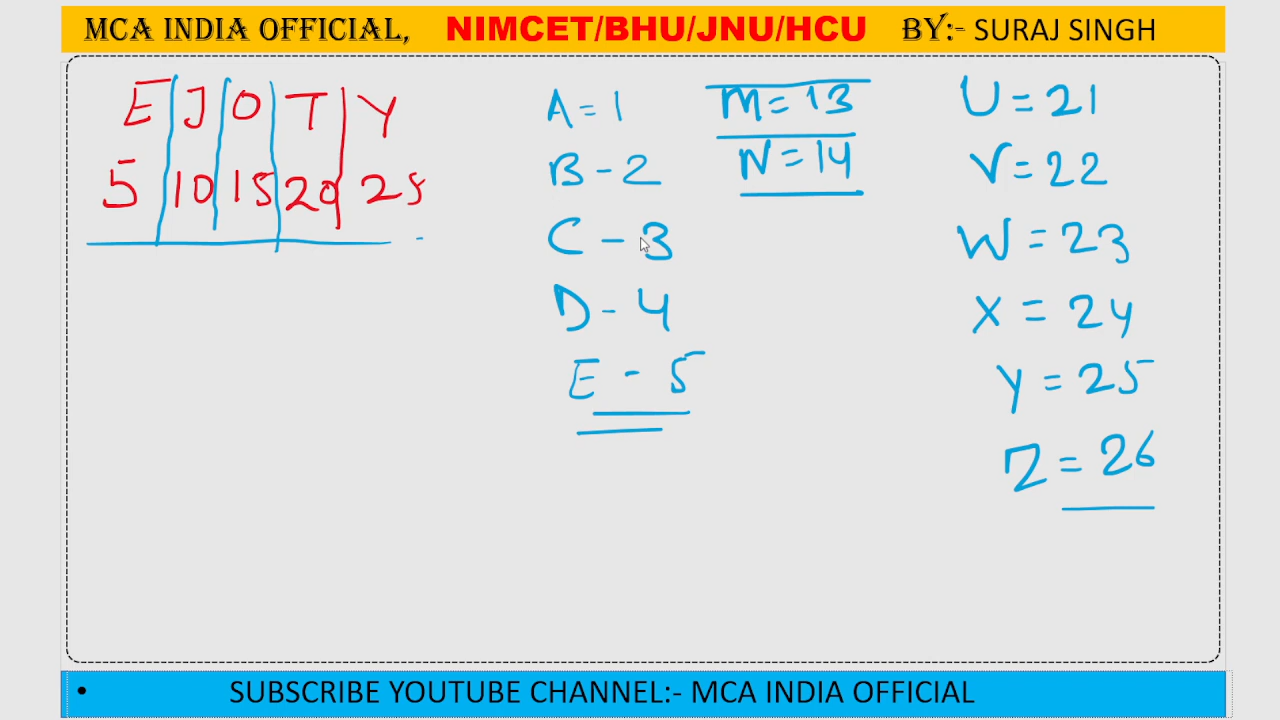 MCA INDIA OFFICIAL, NIMCET/BHU/JNU/HCU BY:- SURAJ SINGH
E J O T Y
5 10 15 20 25
A = 1
B - 2
C - 3
D - 4
E - 5
M = 13
N = 14
U = 21
V = 22
W = 23
X = 24
Y = 25
Z = 26
• SUBSCRIBE YOUTUBE CHANNEL:- MCA INDIA OFFICIAL